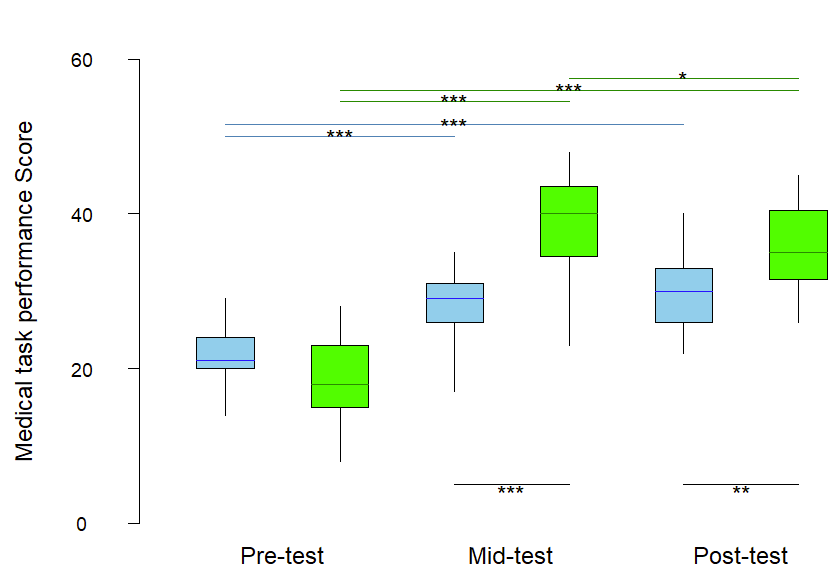 60
*
***
***
***
***
40
20
0
Medical task performance Score
***
**
Pre-test
Mid-test
Post-test